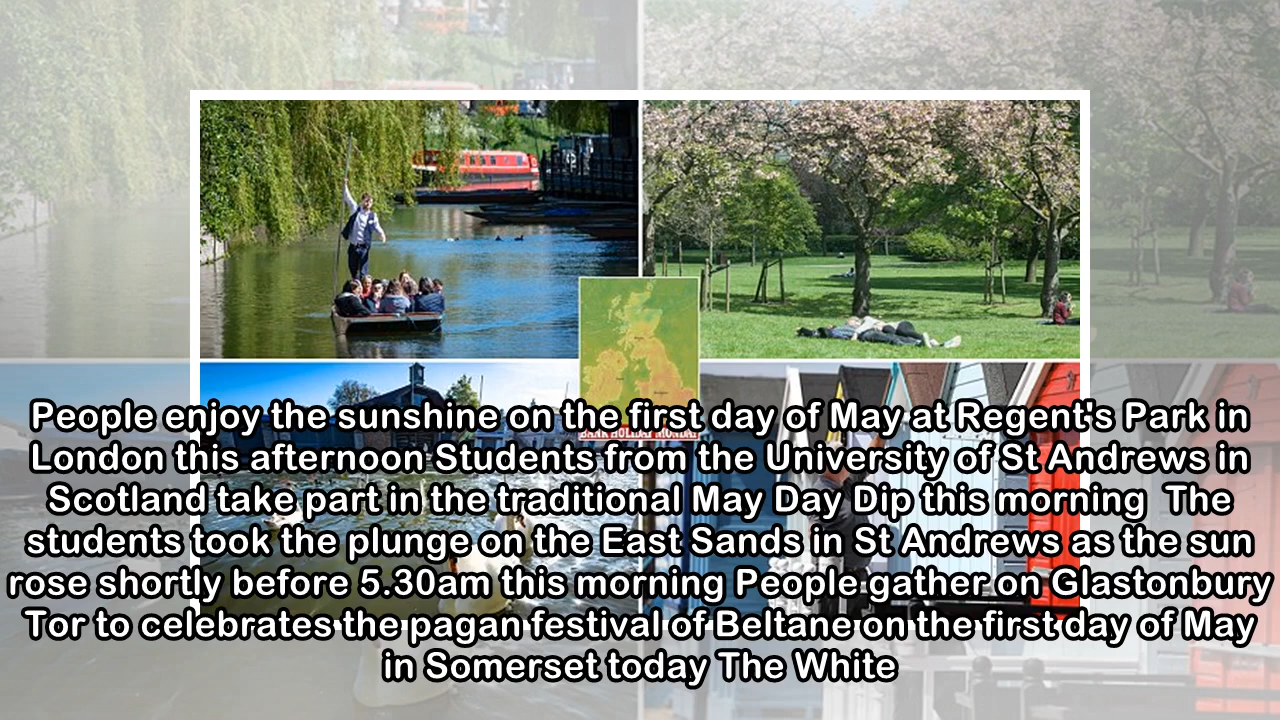 BANK HOLIDAY MONDAY
People enjoy the sunshine on the first day of May at Regent's Park in
London this afternoon Students from the University of St Andrews in
Scotland take part in the traditional May Day Dip this morning  The
students took the plunge on the East Sands in St Andrews as the sun
rose shortly before 5.30am this morning People gather on Glastonbury
Tor to celebrates the pagan festival of Beltane on the first day of May
in Somerset today The White